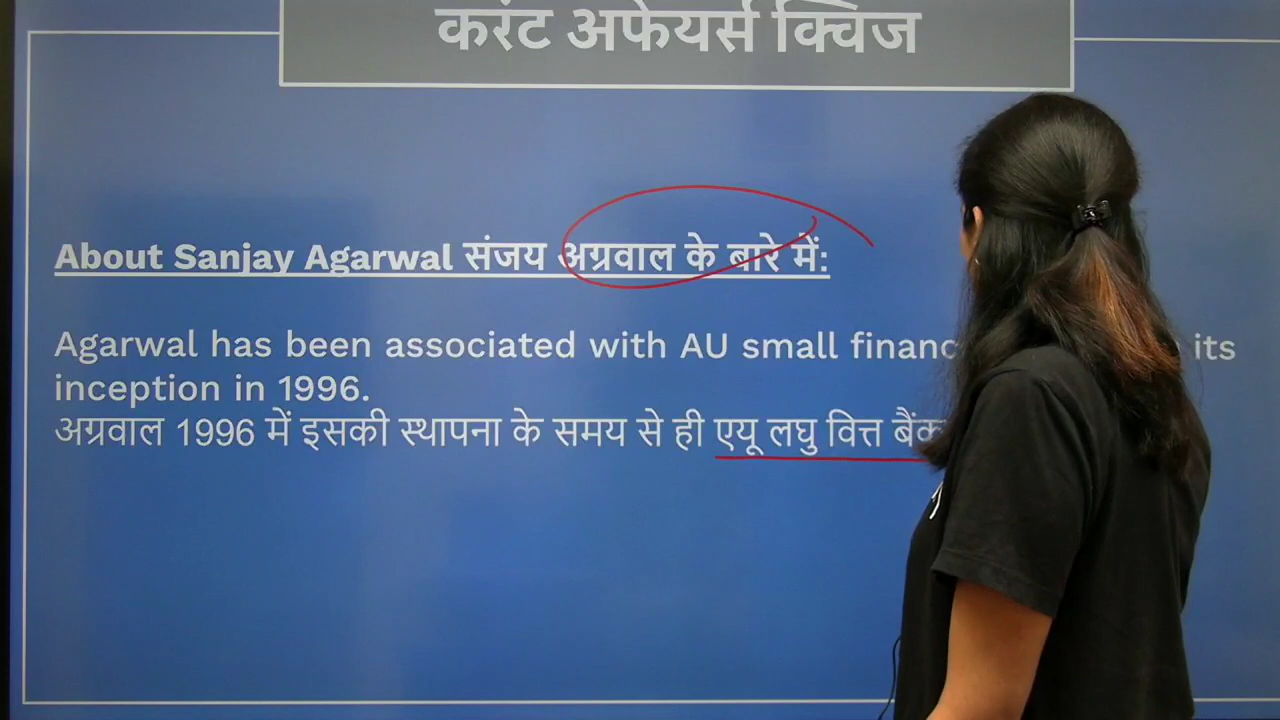 करंट अफेयर्स क्विज
About Sanjay Agarwal संजय अग्रवाल के बारे में:
Agarwal has been associated with AU small its
inception in 1996.
अग्रवाल 1996 में इसकी स्थापना के समय से ही एयू लघु वित्त बैंक